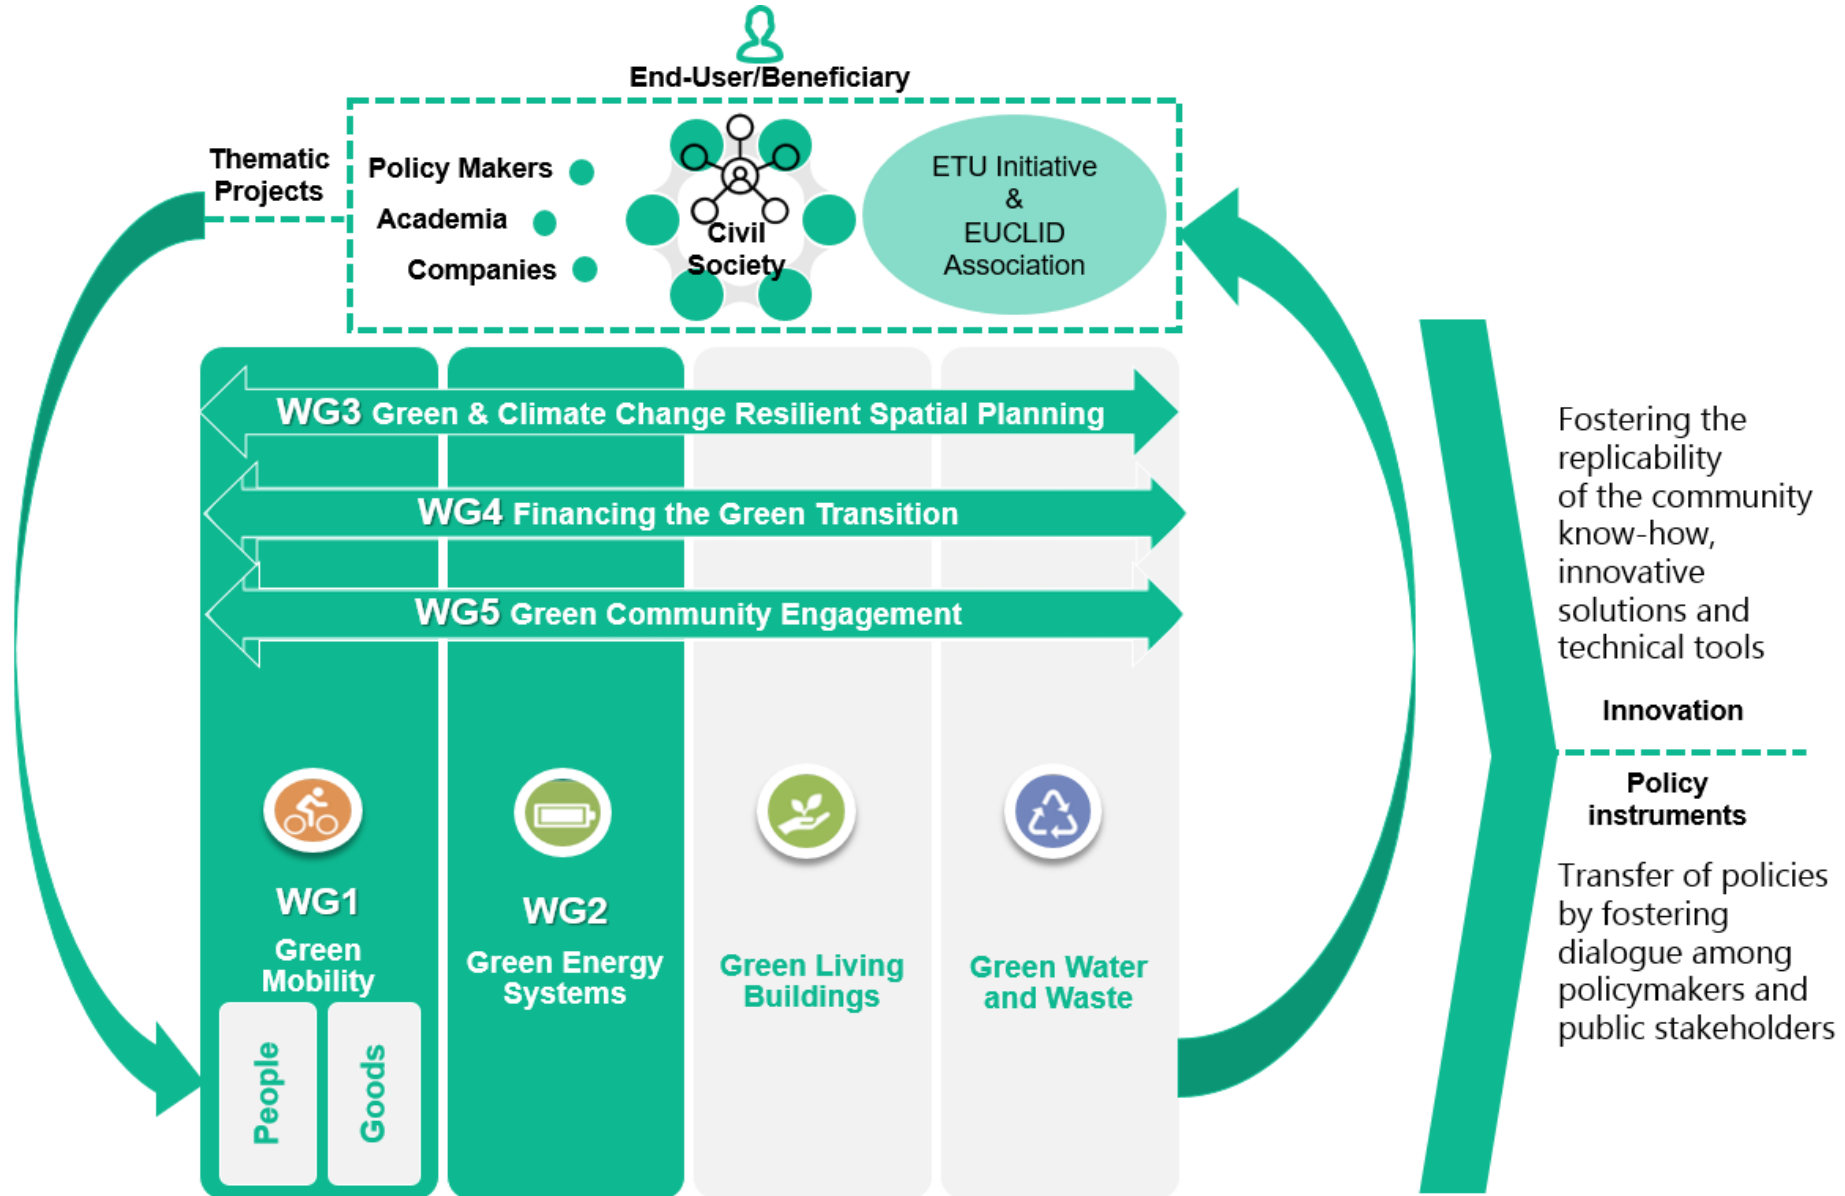 End-User/Beneficiary
Thematic
Projects
Policy Makers
Academia
Companies
Civil
Society
ETU Initiative
&
EUCLID
Association
WG3 Green & Climate Change Resilient Spatial Planning
WG4 Financing the Green Transition
WG5 Green Community Engagement
WG1
Green
Mobility
People
Goods
WG2
Green Energy
Systems
Green Living
Buildings
Green Water
and Waste
Fostering the
replicability
of the community
know-how,
innovative
solutions and
technical tools
Innovation
Policy
instruments
Transfer of policies
by fostering
dialogue among
policymakers and
public stakeholders